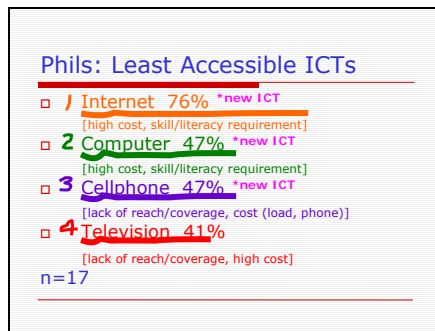 Phils: Least Accessible ICTs
1 Internet 76% *new ICT
[high cost, skill/literacy requirement]
2 Computer 47% *new ICT
[high cost, skill/literacy requirement]
3 Cellphone 47% *new ICT
[lack of reach/coverage, cost (load, phone)]
4 Television 41%
[lack of reach/coverage, high cost]
n=17